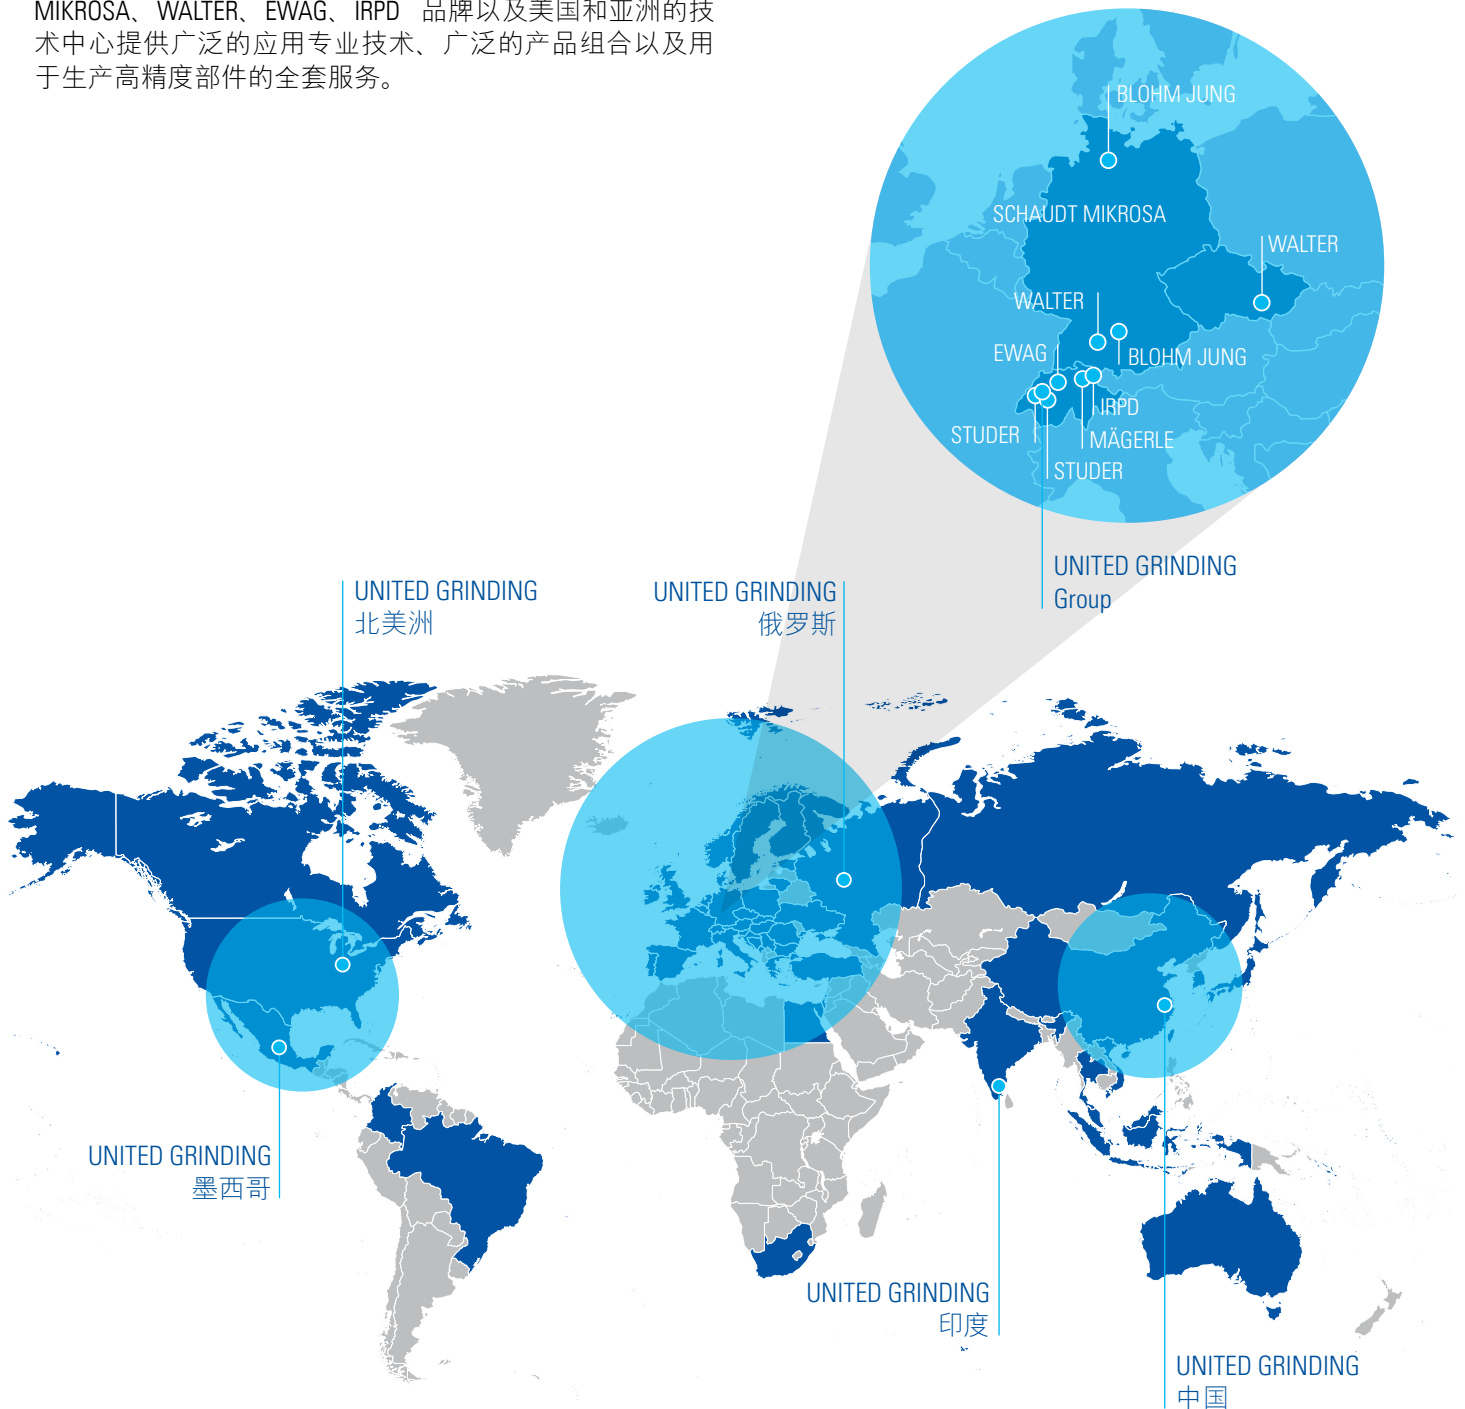 MIKROSA、WALTER、EWAG、IRPD 品牌以及美国和亚洲的技
术中心提供广泛的应用专业技术、广泛的产品组合以及用
于生产高精度部件的全套服务。
BLOHM JUNG
SCHAUDT MIKROSA
WALTER
WALTER
EWAG
BLOHM JUNG
IRPD
STUDER
MÄGERLE
STUDER
UNITED GRINDING
Group
UNITED GRINDING
北美洲
UNITED GRINDING
俄罗斯
UNITED GRINDING
墨西哥
UNITED GRINDING
印度
UNITED GRINDING
中国